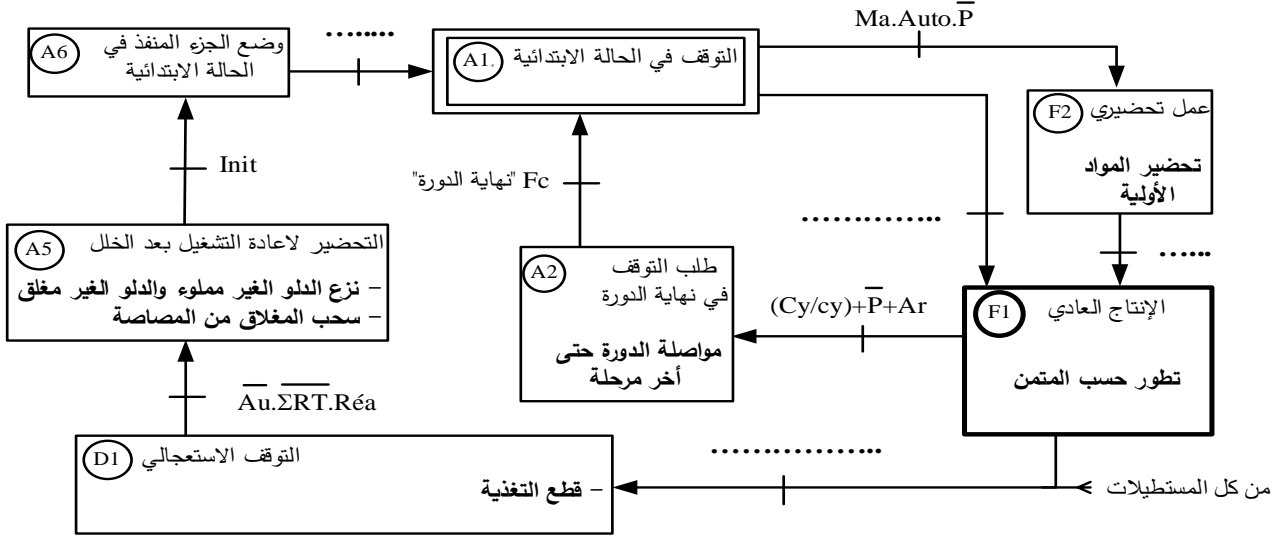 A6 وضع الجزء المنفذ في
الحالة الابتدائية
........
A1. التوقف في الحالة الابتدائية
Ma.Auto.P̅
F2 عمل تحضيري
تحضير المواد
الأولية
Init
Fc "نهاية الدورة"
..............
......
A5 التحضير لاعادة التشغيل بعد الخلل
– نزع الدلو الغير مملوء والدلو الغير مغلق
– سحب المغلاق من المصاصة
A2 طلب التوقف
في نهاية الدورة
مواصلة الدورة حتى
أخر مرحلة
(Cy/cy)+P̅+Ar
F1 الإنتاج العادي
تطور حسب المتمن
A̅u̅.Σ̅R̅T̅.Réa
D1 التوقف الاستعجالي
– قطع التغذية
.................
من كل المستطيلات